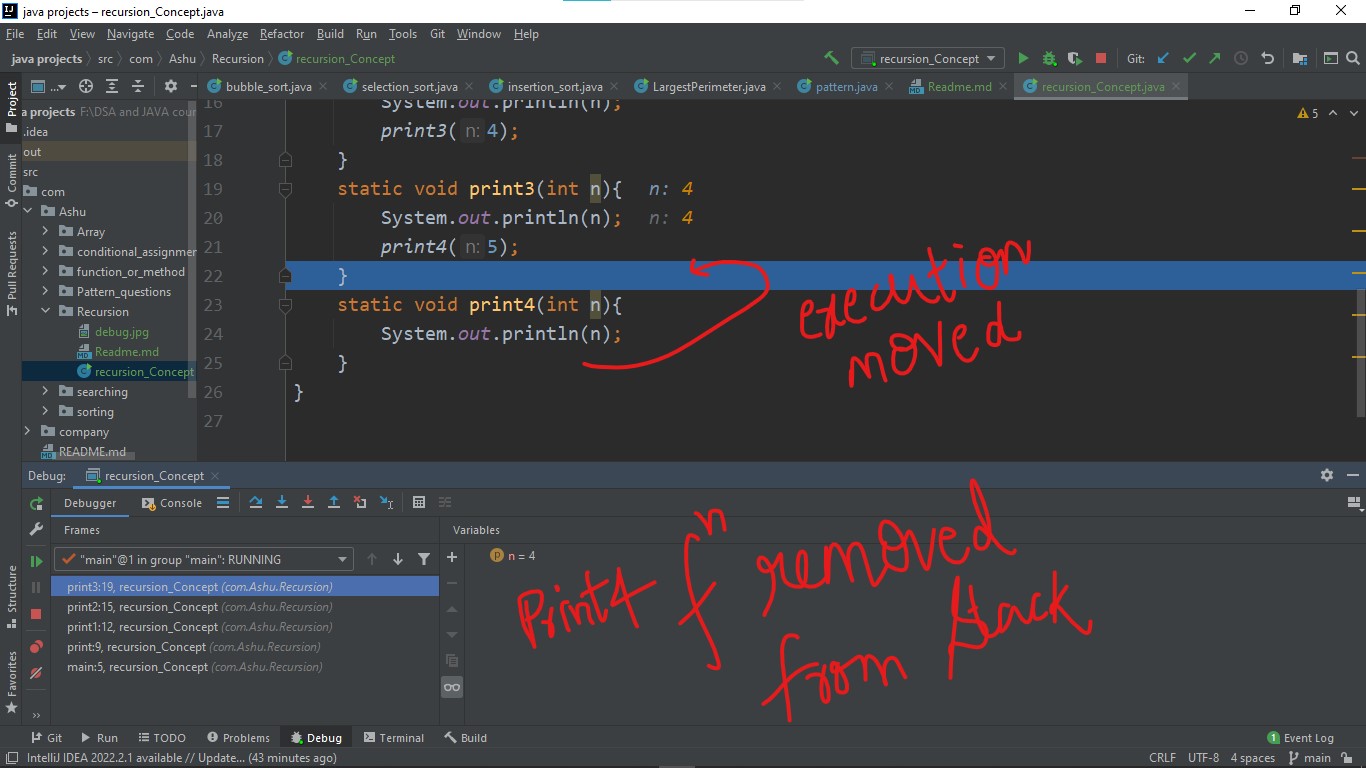 java projects – recursion_Concept.java
File Edit View Navigate Code Analyze Refactor Build Run Tools Git Window Help
java projects src com Ashu Recursion recursion_Concept
recursion_Concept Git:
Project ... bubble_sort.java selection_sort.java insertion_sort.java LargestPerimeter.java pattern.java Readme.md recursion_Concept.java
Commit
Pull Requests
Structure
Favorites
a projects F:\DSA and JAVA cour
.idea
out
src
com
Ashu
Array
conditional_assignmer
function_or_method
Pattern_questions
Recursion
debug.jpg
Readme.md
recursion_Concept
searching
sorting
company
README.md
5
16 System.out.println(n);
17 print3( n: 4);
18 }
19 static void print3(int n){ n: 4
20 System.out.println(n); n: 4
21 print4( n: 5);
22 }
23 static void print4(int n){
24 System.out.println(n);
25 }
26 }
27
execution
moved
Debug: recursion_Concept
Debugger Console
Frames Variables
"main"@1 in group "main": RUNNING
print3:19, recursion_Concept (com.Ashu.Recursion)
print2:15, recursion_Concept (com.Ashu.Recursion)
print1:12, recursion_Concept (com.Ashu.Recursion)
print:9, recursion_Concept (com.Ashu.Recursion)
main:5, recursion_Concept (com.Ashu.Recursion)
p n = 4
Print4 fn removed
from stack
Git Run TODO Problems Debug Terminal Build 1 Event Log
IntelliJ IDEA 2022.2.1 available // Update... (43 minutes ago) CRLF UTF-8 4 spaces main